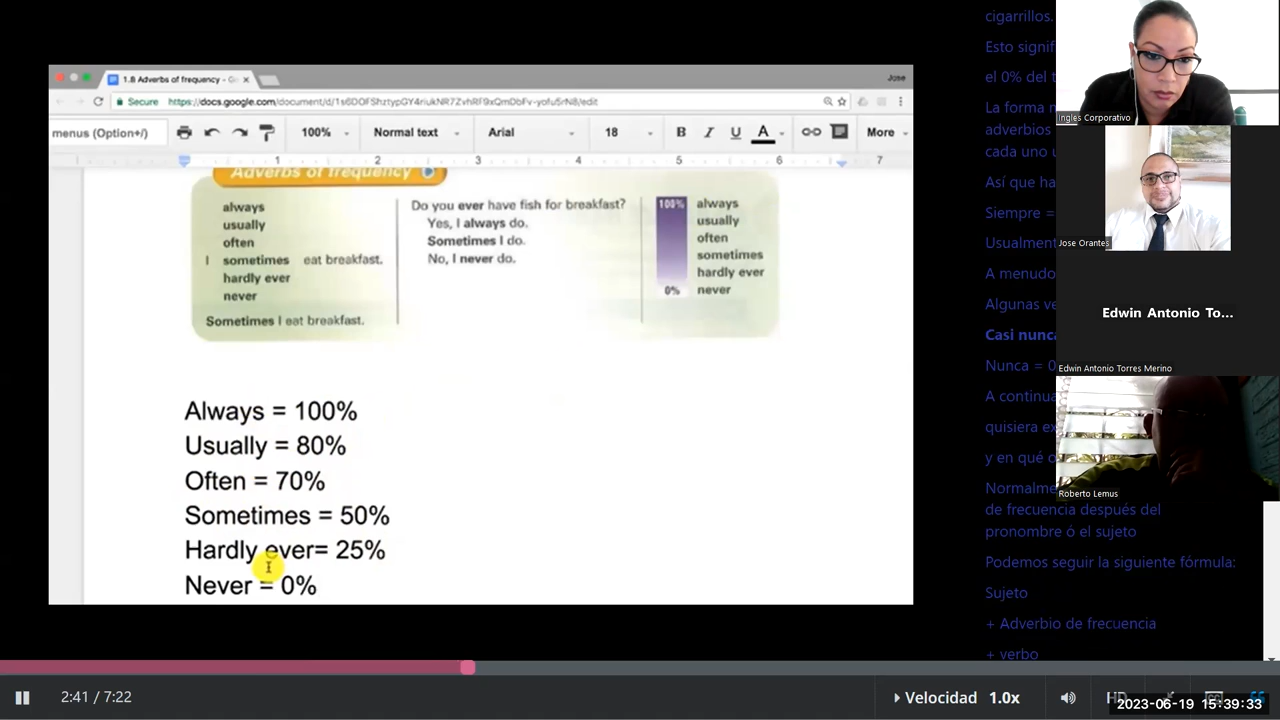 1.8 Adverbs of frequency - G
Jose
Secure
https://docs.google.com/document/d/
/edit
menus (Option+/)
100%
Normal text
Arial
18
B
I
U
A
More
1
2
3
4
5
6
7
Adverbs of frequency
always
usually
often
I sometimes eat breakfast.
hardly ever
never
Sometimes I eat breakfast.
Do you ever have fish for breakfast?
Yes, I always do.
Sometimes I do.
No, I never do.
100%
0%
always
usually
often
sometimes
hardly ever
never
Always = 100%
Usually = 80%
Often = 70%
Sometimes = 50%
Hardly ever= 25%
Never = 0%
cigarrillos.
Esto signif
el 0% del t
La forma n
adverbios
cada uno u
Así que ha
Siempre =
Usualment
A menudo
Algunas ve
Casi nunca
Nunca = 0
A continua
quisiera ex
y en qué o
Normalme
de frecuencia después del
pronombre ó el sujeto
Podemos seguir la siguiente fórmula:
Sujeto
+ Adverbio de frecuencia
+ verbo
Ingles Corporativo
Jose Orantes
Edwin Antonio To...
Edwin Antonio Torres Merino
Roberto Lemus
2:41 / 7:22
Velocidad 1.0x
HD
2023-06-19 15:39:33